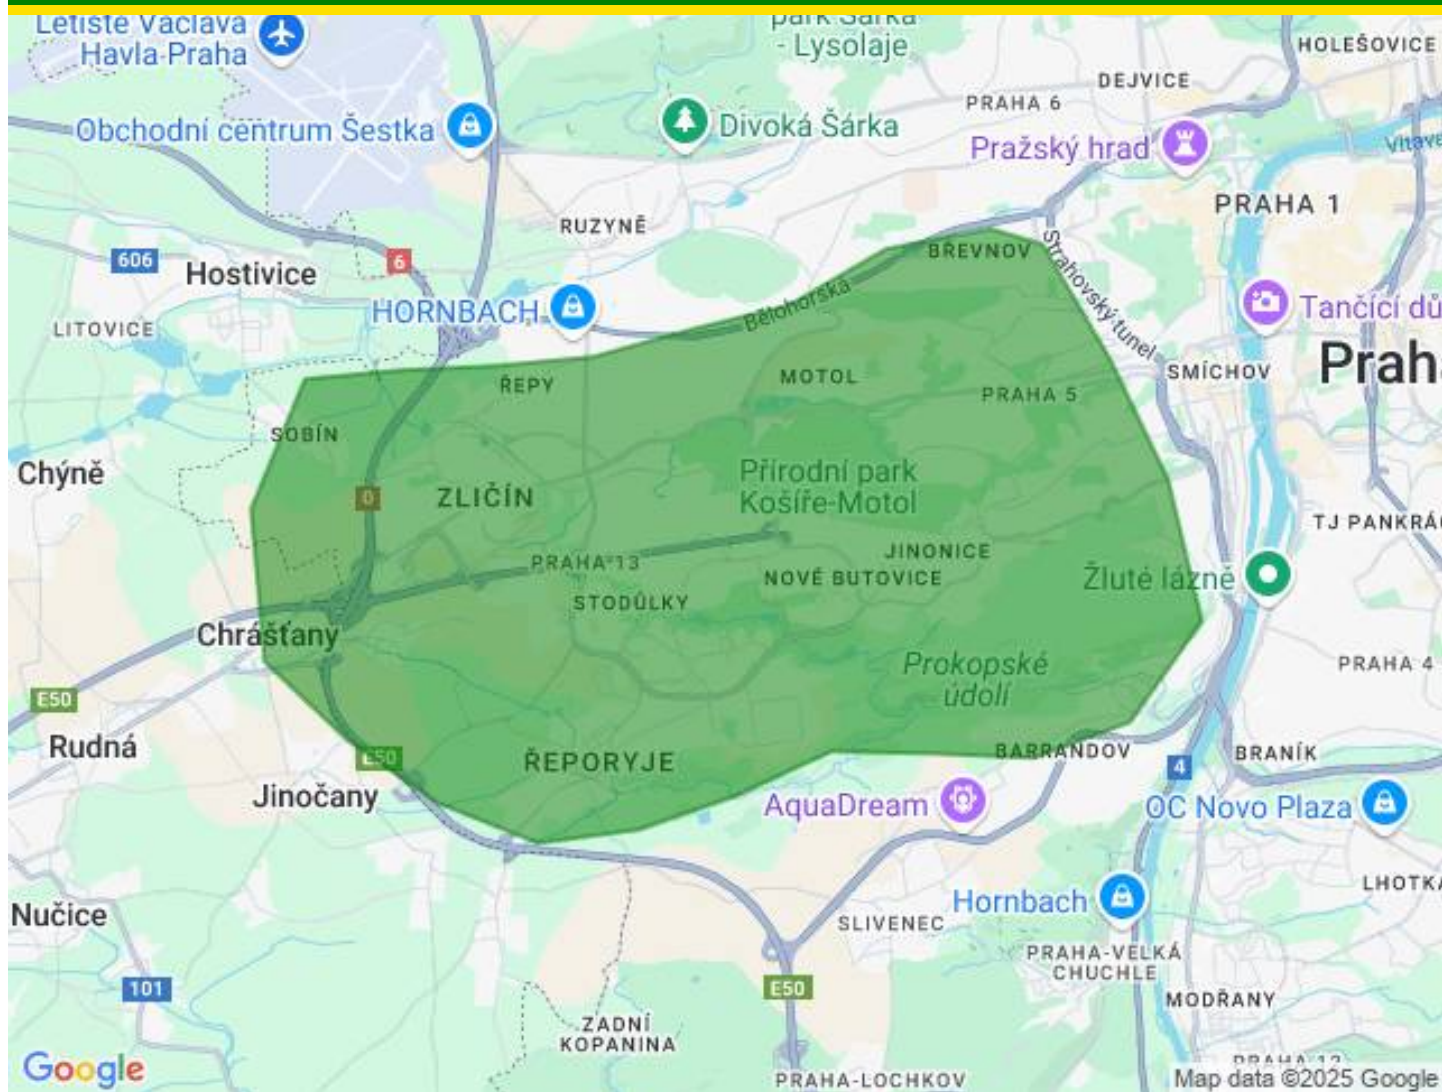 Letiště Václava
Havla Praha
park Šárka
- Lysolaje
HOLEŠOVICE
DEJVICE
PRAHA 6
Obchodní centrum Šestka
Divoká Šárka
Pražský hrad
Vltava
PRAHA 1
RUZYNĚ
BŘEVNOV
Strahovský tunel
606
6
Hostivice
HORNBACH
Bělohorská
Tančící dů
LITOVICE
Prah
SMÍCHOV
ŘEPY
MOTOL
PRAHA 5
SOBÍN
Chýně
ZLIČÍN
0
Přírodní park
Košíře-Motol
TJ PANKRÁ
JINONICE
PRAHA 13
NOVÉ BUTOVICE
Žluté lázně
STODŮLKY
Chrášťany
Prokopské
údolí
PRAHA 4
E50
Rudná
E50
ŘEPORYJE
BARRANDOV
BRANÍK
4
Jinočany
AquaDream
OC Novo Plaza
LHOTKA
Hornbach
Nučice
SLIVENEC
PRAHA-VELKÁ
CHUCHLE
101
E50
MODŘANY
ZADNÍ
KOPANINA
PRAHA 12
Google
PRAHA-LOCHKOV
Map data ©2025 Google